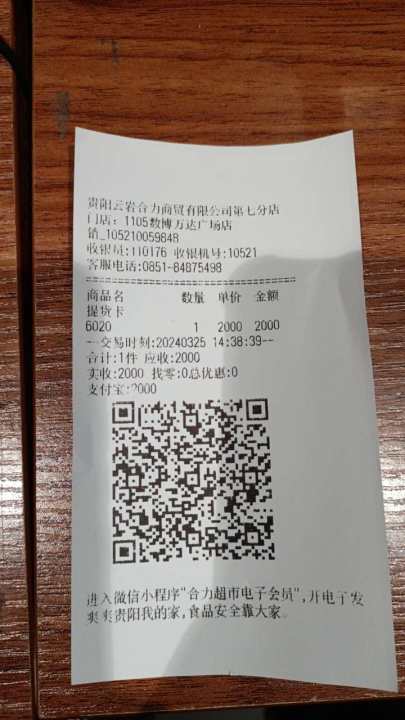 贵阳云岩合力商贸有限公司第七分店
门店：1105数博万达广场店
销_105210059848
收银员:110176 收银机号:10521
客服电话:0851-84875498
商品名 数量 单价 金额
提货卡
6020 1 2000 2000
--交易时刻:20240325 14:38:39--
合计:1件 应收:2000
实收:2000 找零:0总优惠:0
支付宝:2000
进入微信小程序"合力超市电子会员",开电子发
票爽贵阳我的家,食品安全靠大家。